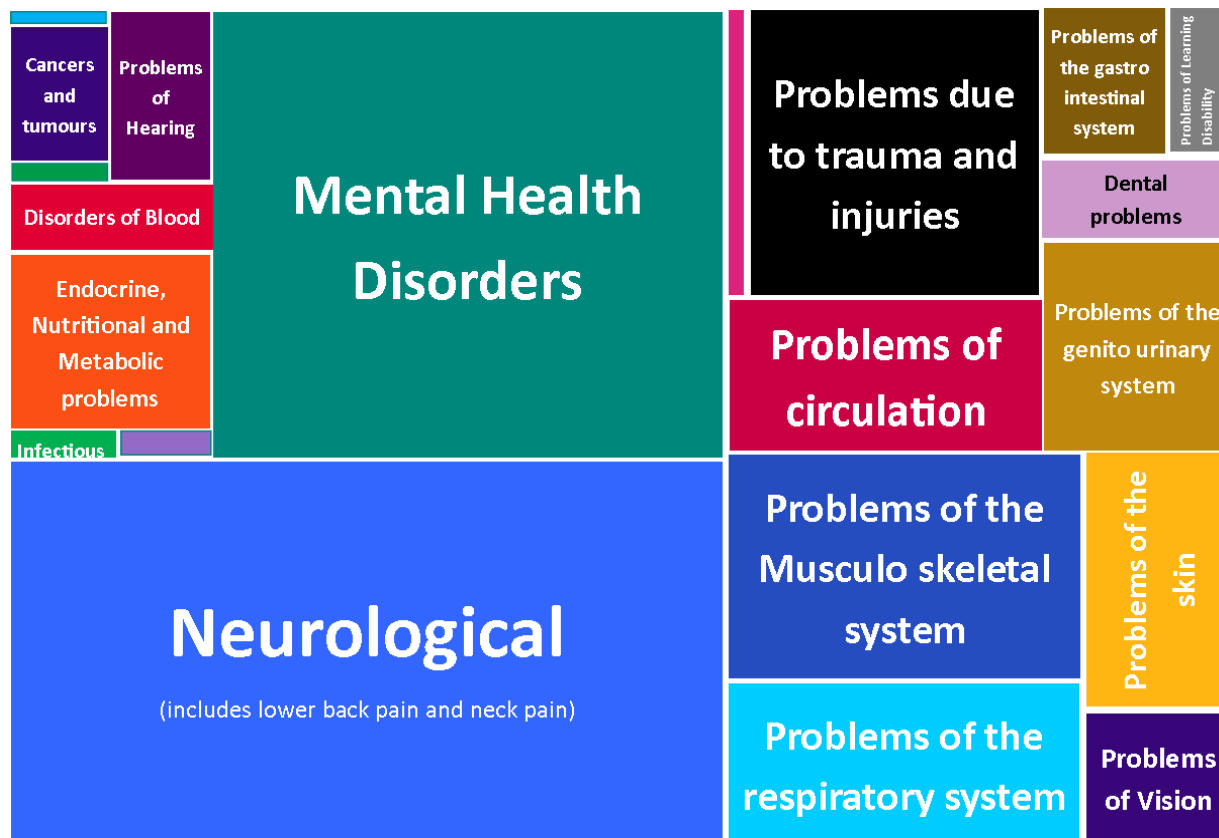 Cancers
and
tumours
Problems
of
Hearing
Disorders of Blood
Endocrine,
Nutritional and
Metabolic
problems
Infectious
Mental Health
Disorders
Neurological
(includes lower back pain and neck pain)
Problems due
to trauma and
injuries
Problems of
circulation
Problems of the
Musculo skeletal
system
Problems of the
respiratory system
Problems of
the gastro
intestinal
system
Problems of Learning
Disability
Dental
problems
Problems of the
genito urinary
system
Problems of the
skin
Problems
of Vision